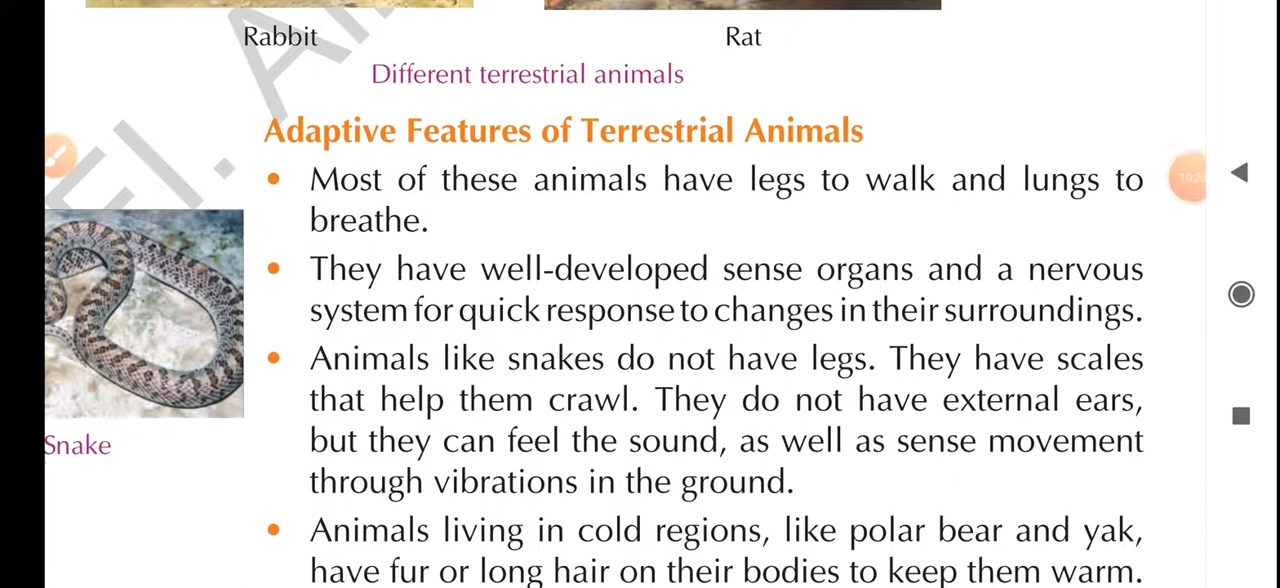 Rabbit
Rat
Different terrestrial animals
Adaptive Features of Terrestrial Animals
• Most of these animals have legs to walk and lungs to
breathe.
• They have well-developed sense organs and a nervous
system for quick response to changes in their surroundings.
• Animals like snakes do not have legs. They have scales
that help them crawl. They do not have external ears,
but they can feel the sound, as well as sense movement
through vibrations in the ground.
Snake
• Animals living in cold regions, like polar bear and yak,
have fur or long hair on their bodies to keep them warm.